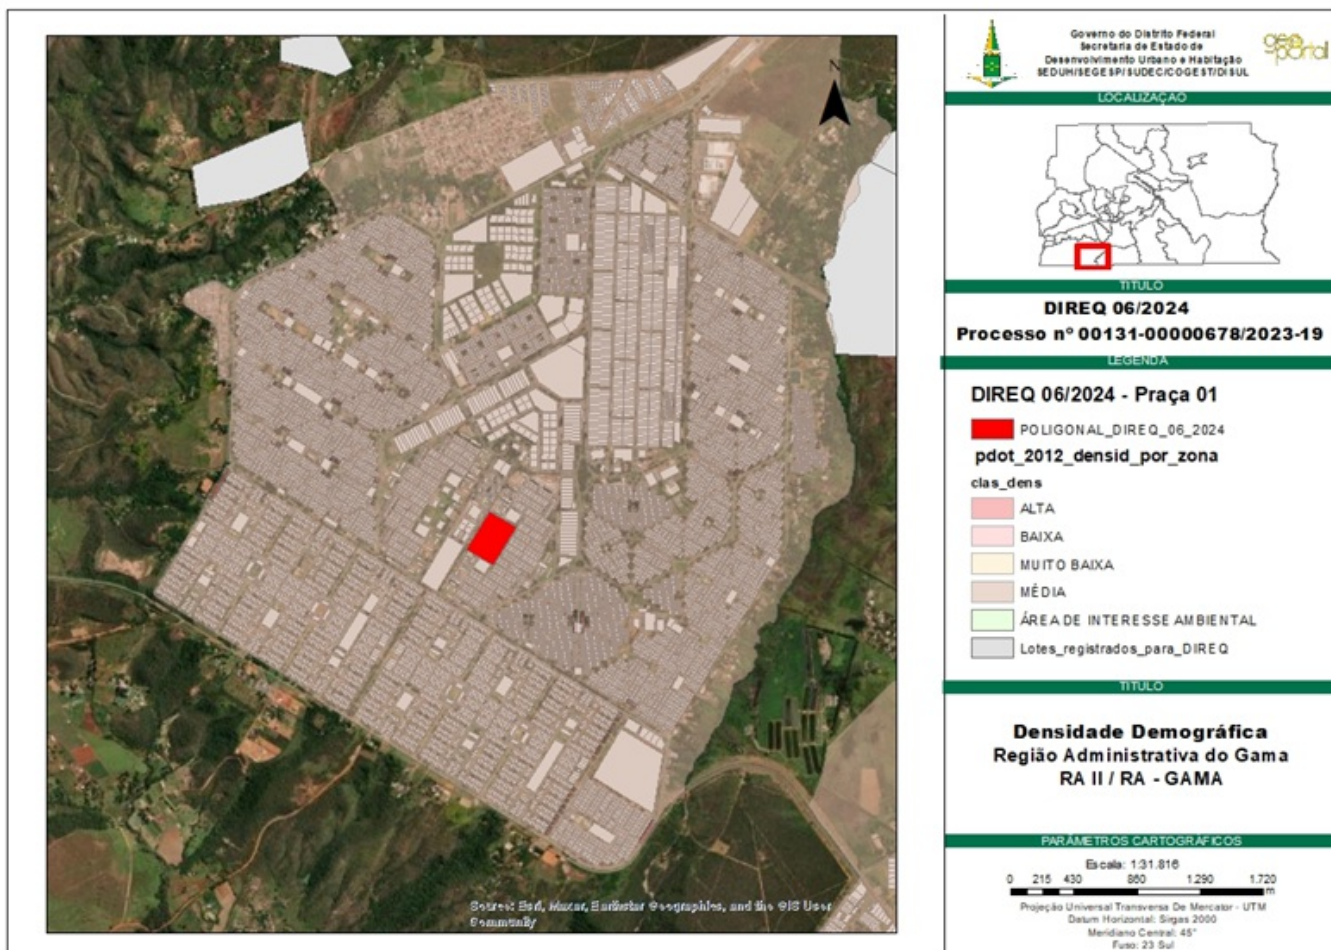 N
Source: Esri, Maxar, Earthstar Geographics, and the GIS User
Community
Governo do Distrito Federal
Secretaria de Estado de
Desenvolvimento Urbano e Habitação
SEDUH/SEGESP/SUDEC/COGEST/DISUL
geo
portal
LOCALIZAÇÃO
TITULO
DIREQ 06/2024
Processo nº 00131-00000678/2023-19
LEGENDA
DIREQ 06/2024 - Praça 01
POLIGONAL_DIREQ_06_2024
pdot_2012_densid_por_zona
clas_dens
ALTA
BAIXA
MUITO BAIXA
MÉDIA
ÁREA DE INTERESSE AMBIENTAL
Lotes_registrados_para_DIREQ
TITULO
Densidade Demográfica
Região Administrativa do Gama
RA II / RA - GAMA
PARÂMETROS CARTOGRÁFICOS
Escala: 1:31.816
0 215 430 860 1.290 1.720
m
Projeção Universal Transversa De Mercator - UTM
Datum Horizontal: Sirgas 2000
Meridiano Central: 45°
Fuso: 23 Sul